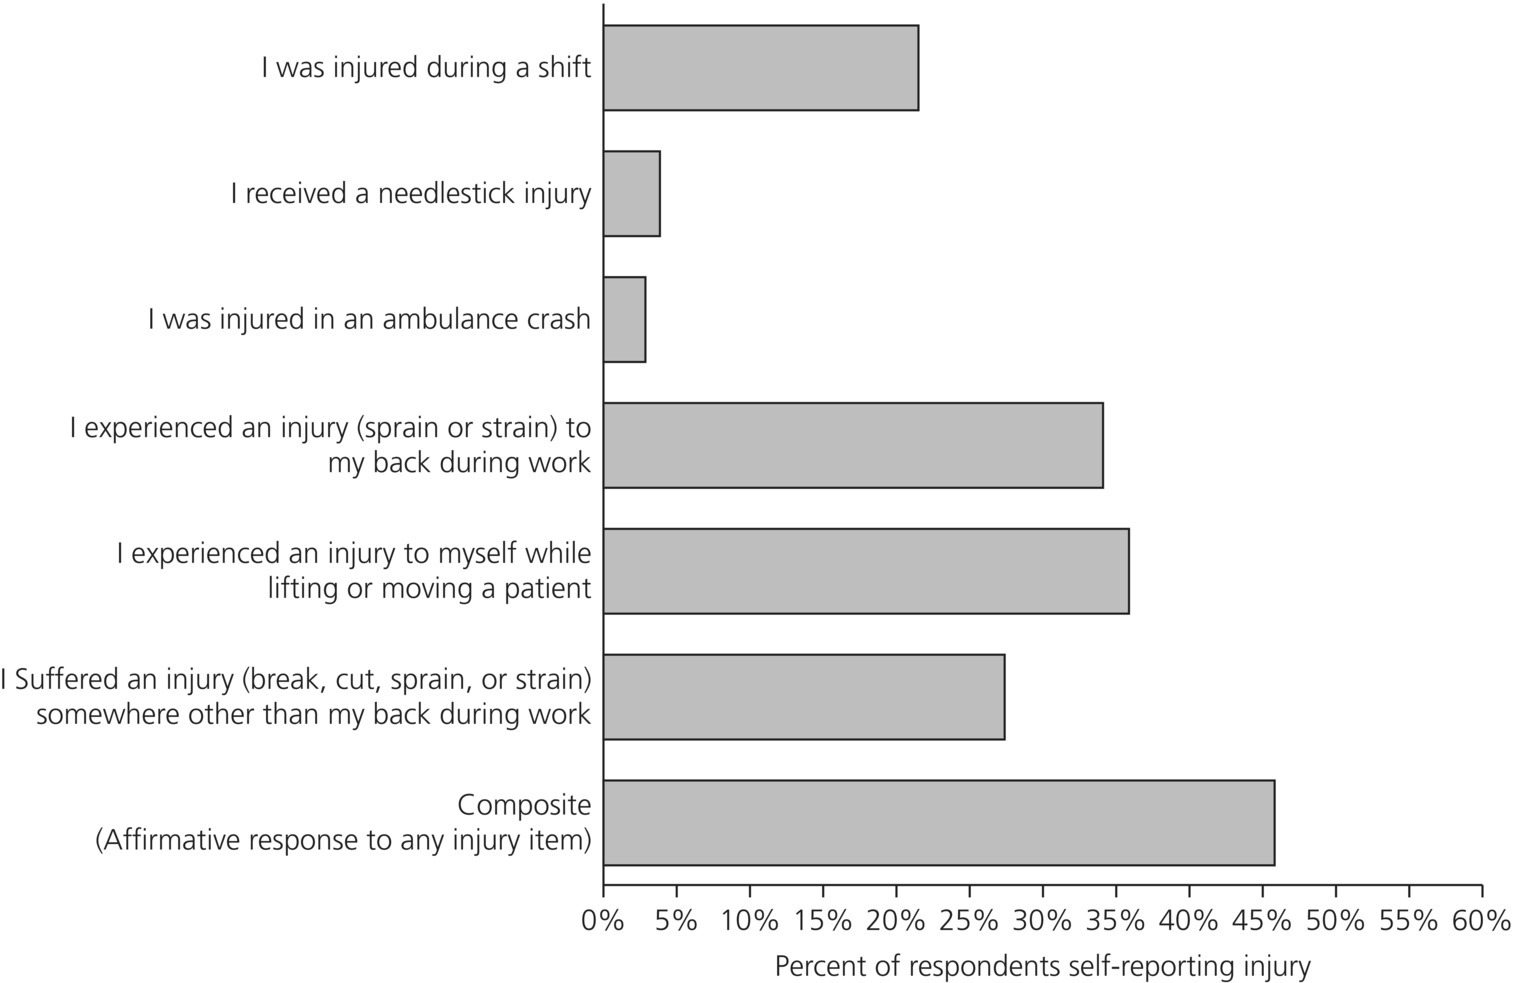 I was injured during a shift
I received a needlestick injury
I was injured in an ambulance crash
I experienced an injury (sprain or strain) to
my back during work
I experienced an injury to myself while
lifting or moving a patient
I Suffered an injury (break, cut, sprain, or strain)
somewhere other than my back during work
Composite
(Affirmative response to any injury item)
0% 5% 10% 15% 20% 25% 30% 35% 40% 45% 50% 55% 60%
Percent of respondents self-reporting injury